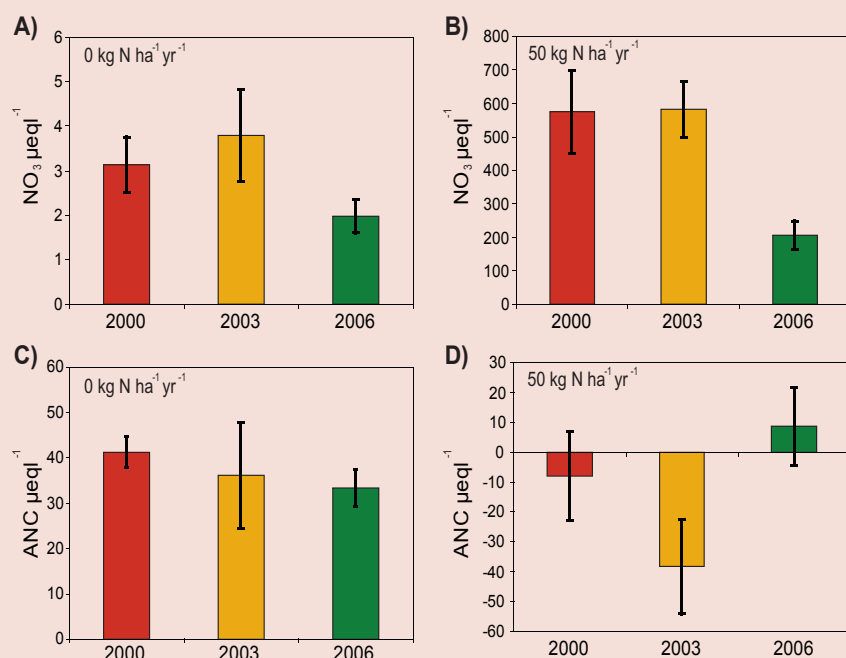 A)
NO₃ μeql⁻¹
0 kg N ha⁻¹ yr⁻¹
6
5
4
3
2
1
0
2000 2003 2006
B)
NO₃ μeql⁻¹
50 kg N ha⁻¹ yr⁻¹
800
700
600
500
400
300
200
100
0
2000 2003 2006
C)
ANC μeql⁻¹
0 kg N ha⁻¹ yr⁻¹
60
50
40
30
20
10
0
2000 2003 2006
D)
ANC μeql⁻¹
50 kg N ha⁻¹ yr⁻¹
30
20
10
0
-10
-20
-30
-40
-50
-60
2000 2003 2006